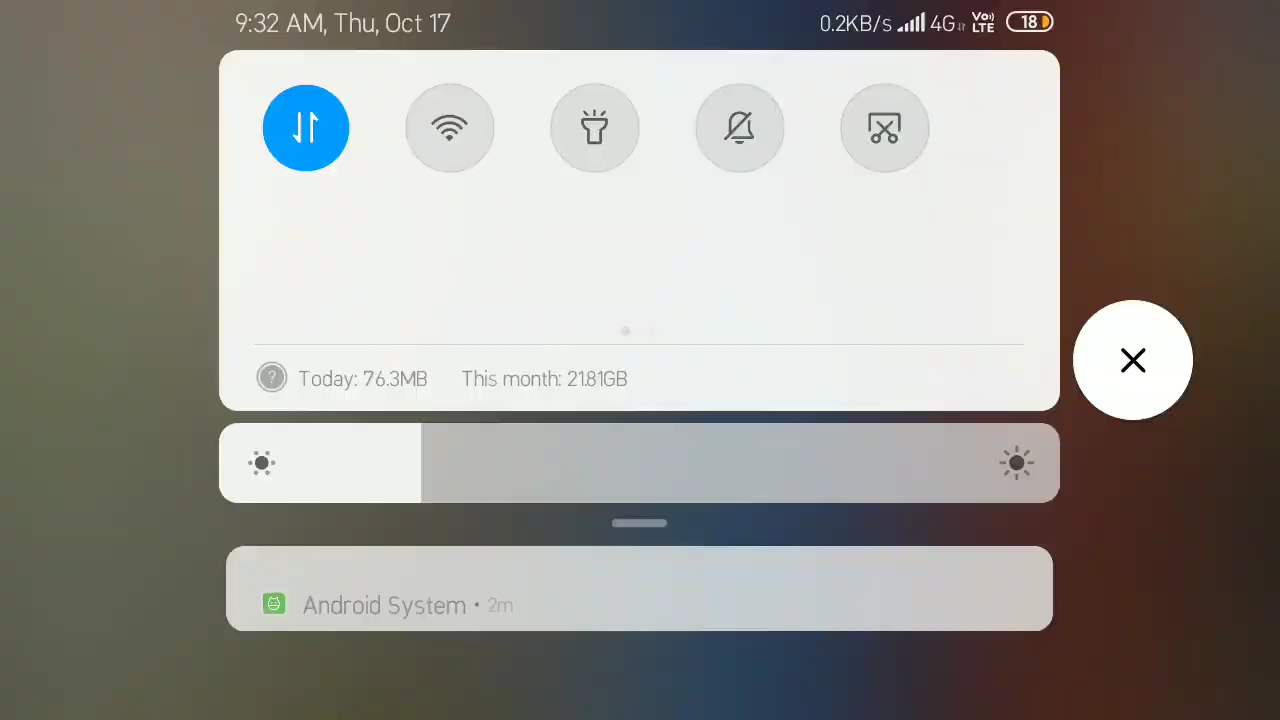 9:32 AM, Thu, Oct 17 0.2KB/s 4G Vo) LTE 18
Today: 76.3MB This month: 21.81GB
Android System • 2m